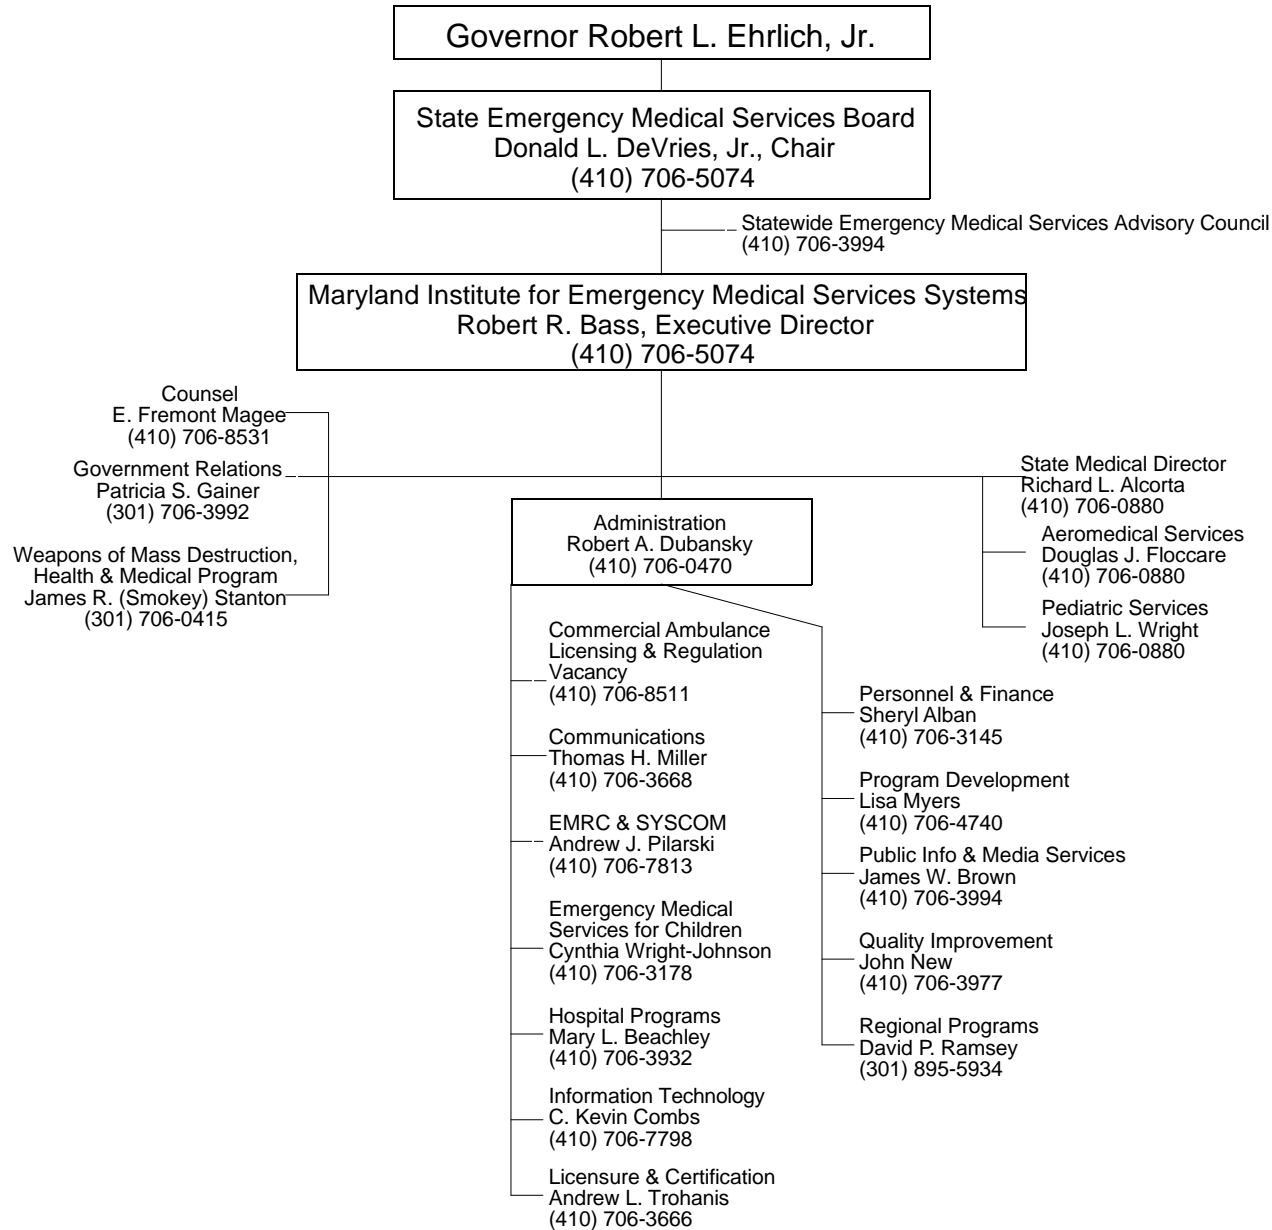 Governor Robert L. Ehrlich, Jr.
State Emergency Medical Services Board
Donald L. DeVries, Jr., Chair
(410) 706-5074
Statewide Emergency Medical Services Advisory Council
(410) 706-3994
Maryland Institute for Emergency Medical Services Systems
Robert R. Bass, Executive Director
(410) 706-5074
Counsel
E. Fremont Magee
(410) 706-8531
Government Relations
Patricia S. Gainer
(301) 706-3992
Weapons of Mass Destruction,
Health & Medical Program
James R. (Smokey) Stanton
(301) 706-0415
State Medical Director
Richard L. Alcorta
(410) 706-0880
Aeromedical Services
Douglas J. Floccare
(410) 706-0880
Pediatric Services
Joseph L. Wright
(410) 706-0880
Administration
Robert A. Dubansky
(410) 706-0470
Commercial Ambulance
Licensing & Regulation
Vacancy
(410) 706-8511
Communications
Thomas H. Miller
(410) 706-3668
EMRC & SYSCOM
Andrew J. Pilarski
(410) 706-7813
Emergency Medical
Services for Children
Cynthia Wright-Johnson
(410) 706-3178
Hospital Programs
Mary L. Beachley
(410) 706-3932
Information Technology
C. Kevin Combs
(410) 706-7798
Licensure & Certification
Andrew L. Trohanis
(410) 706-3666
Personnel & Finance
Sheryl Alban
(410) 706-3145
Program Development
Lisa Myers
(410) 706-4740
Public Info & Media Services
James W. Brown
(410) 706-3994
Quality Improvement
John New
(410) 706-3977
Regional Programs
David P. Ramsey
(301) 895-5934